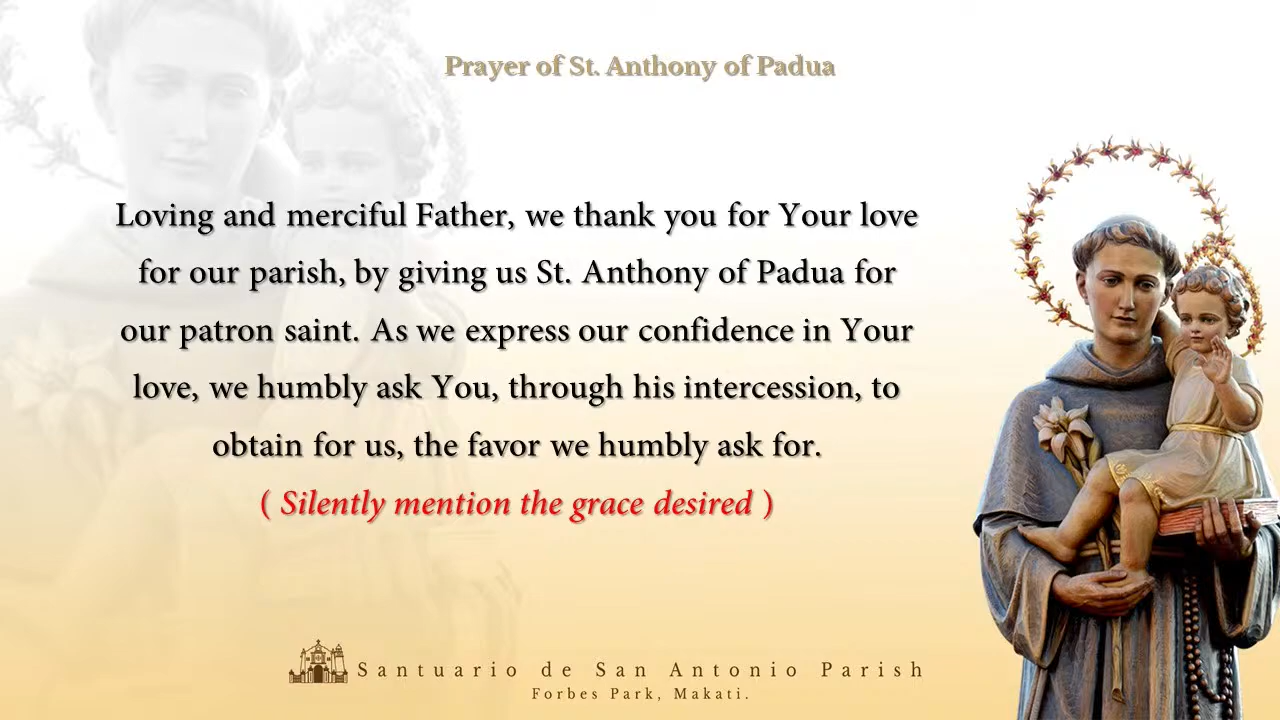 Prayer of St. Anthony of Padua
Loving and merciful Father, we thank you for Your love
for our parish, by giving us St. Anthony of Padua for
our patron saint. As we express our confidence in Your
love, we humbly ask You, through his intercession, to
obtain for us, the favor we humbly ask for.
( Silently mention the grace desired )
Santuario de San Antonio Parish
Forbes Park, Makati.